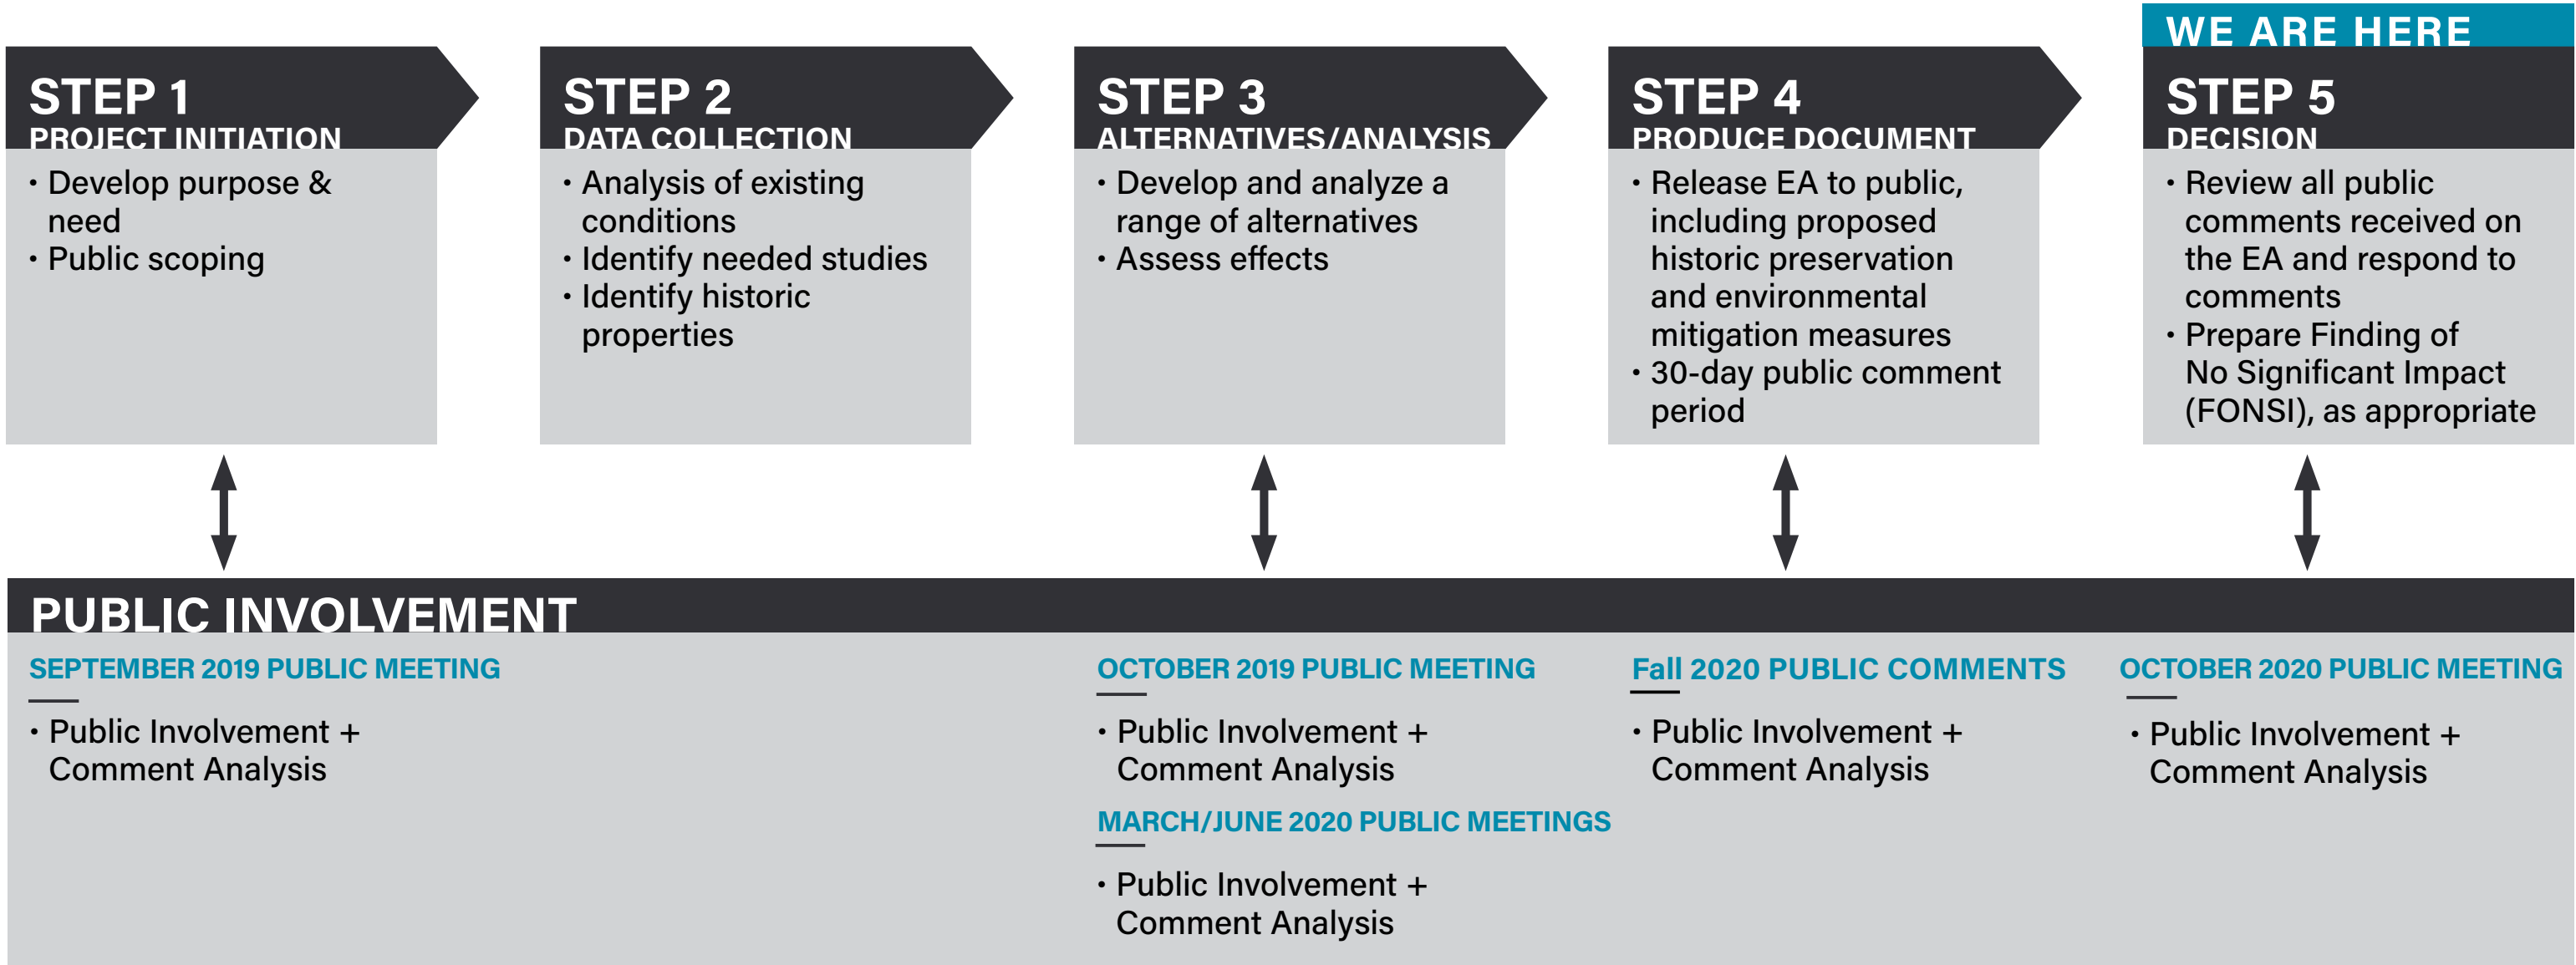 WE ARE HERE
STEP 1
PROJECT INITIATION
• Develop purpose &
need
• Public scoping
STEP 2
DATA COLLECTION
• Analysis of existing
conditions
• Identify needed studies
• Identify historic
properties
STEP 3
ALTERNATIVES/ANALYSIS
• Develop and analyze a
range of alternatives
• Assess effects
STEP 4
PRODUCE DOCUMENT
• Release EA to public,
including proposed
historic preservation
and environmental
mitigation measures
• 30-day public comment
period
STEP 5
DECISION
• Review all public
comments received on
the EA and respond to
comments
• Prepare Finding of
No Significant Impact
(FONSI), as appropriate
PUBLIC INVOLVEMENT
SEPTEMBER 2019 PUBLIC MEETING
• Public Involvement +
Comment Analysis
OCTOBER 2019 PUBLIC MEETING
• Public Involvement +
Comment Analysis
MARCH/JUNE 2020 PUBLIC MEETINGS
• Public Involvement +
Comment Analysis
Fall 2020 PUBLIC COMMENTS
• Public Involvement +
Comment Analysis
OCTOBER 2020 PUBLIC MEETING
• Public Involvement +
Comment Analysis